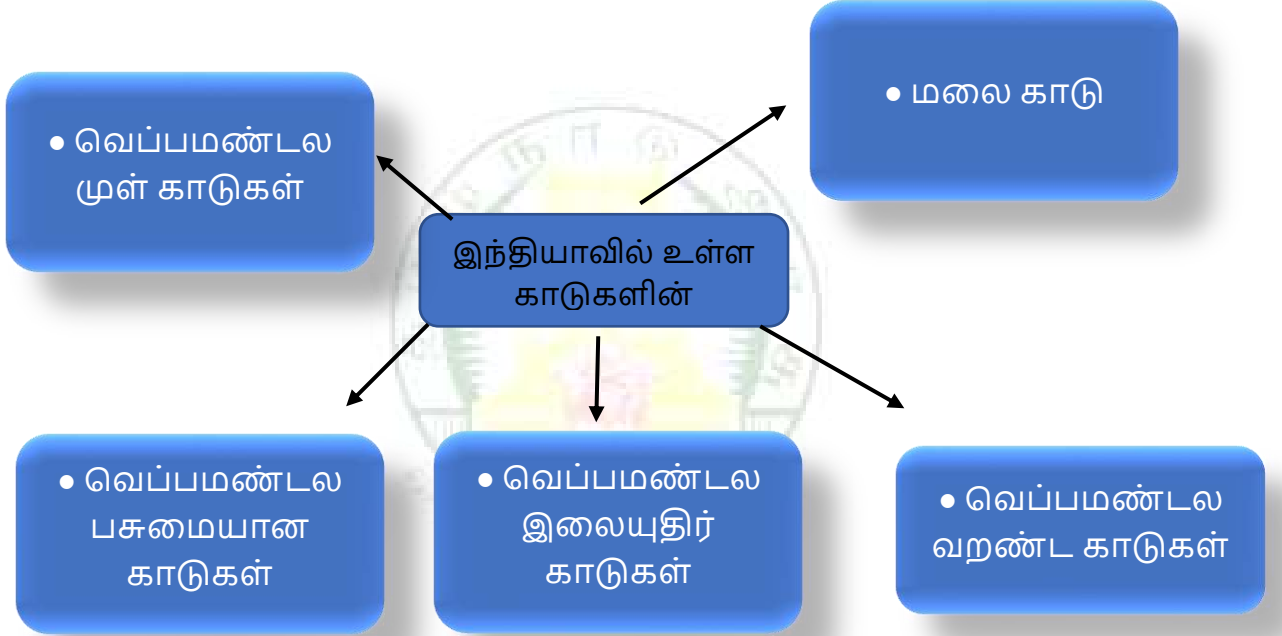 • மலை காடு
• வெப்பமண்டல
முள் காடுகள்
இந்தியாவில் உள்ள
காடுகளின்
• வெப்பமண்டல
பசுமையான
காடுகள்
• வெப்பமண்டல
இலையுதிர்
காடுகள்
• வெப்பமண்டல
வறண்ட காடுகள்